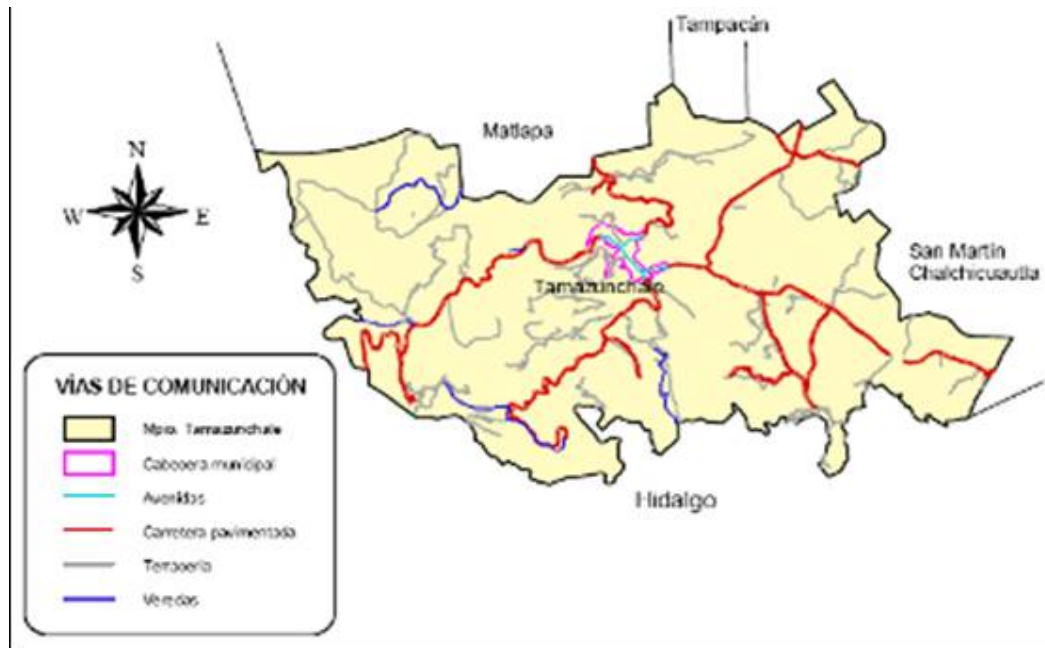 Tampacán
Matlapa
N
W E
S
San Martín
Chalchicuautla
Tamazunchale
VÍAS DE COMUNICACIÓN
Mpio. Tamazunchale
Cabecera municipal
Avenidas
Carretera pavimentada
Terracería
Veredas
Hidalgo